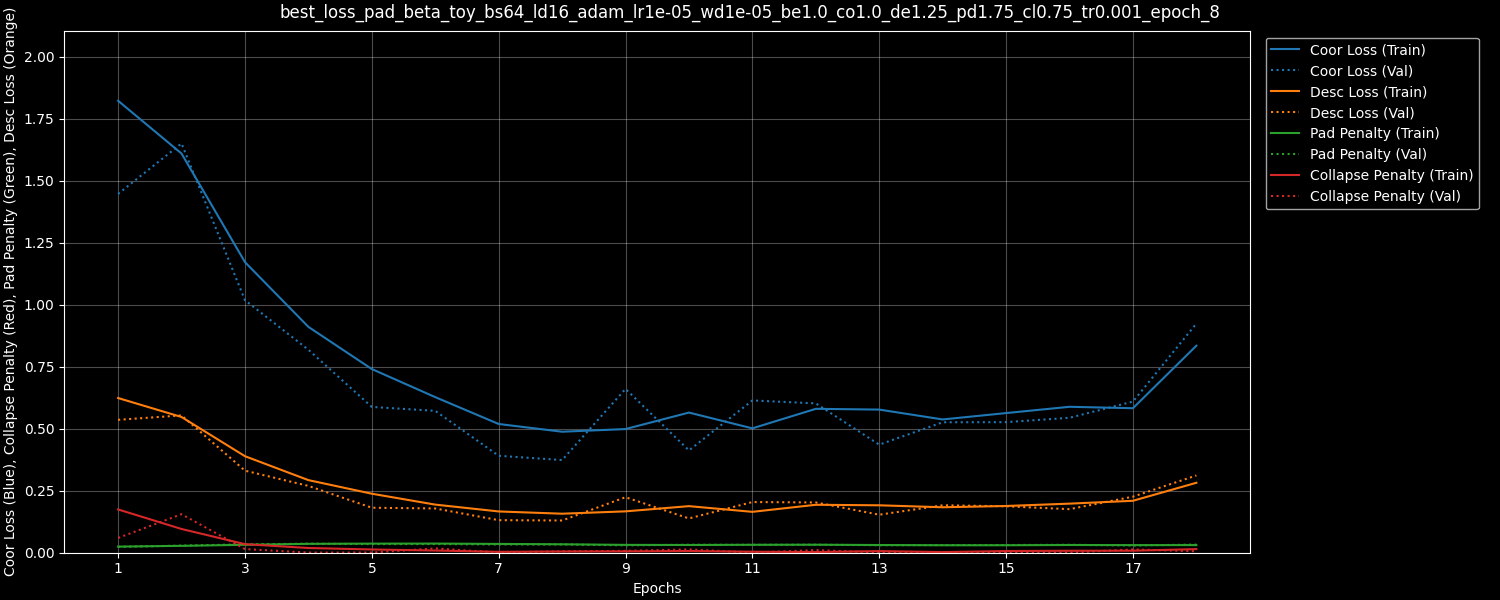 best_loss_pad_beta_toy_bs64_ld16_adam_lr1e-05_wd1e-05_be1.0_co1.0_de1.25_pd1.75_cl0.75_tr0.001_epoch_8
Coor Loss (Blue), Collapse Penalty (Red), Pad Penalty (Green), Desc Loss (Orange)
2.00
1.75
1.50
1.25
1.00
0.75
0.50
0.25
0.00
1 3 5 7 9 11 13 15 17
Epochs
Coor Loss (Train)
Coor Loss (Val)
Desc Loss (Train)
Desc Loss (Val)
Pad Penalty (Train)
Pad Penalty (Val)
Collapse Penalty (Train)
Collapse Penalty (Val)